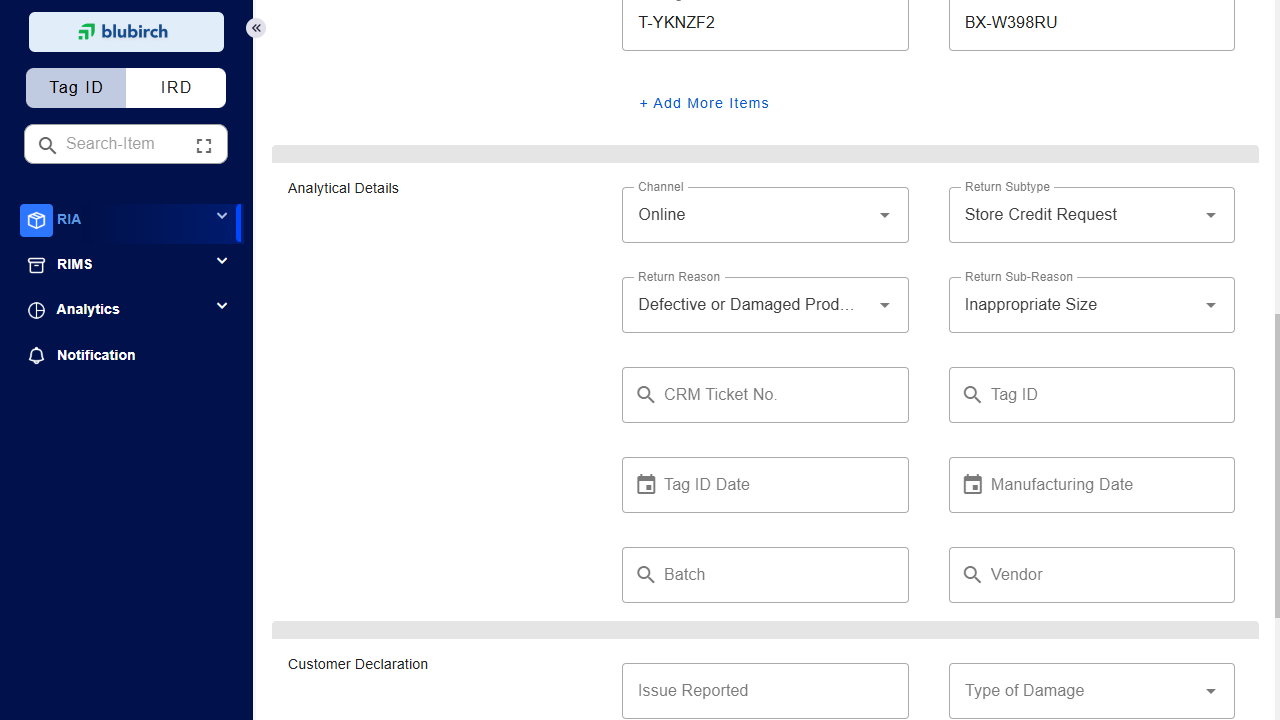 blubirch
Tag ID
IRD
Search-Item
RIA
RIMS
Analytics
Notification
T-YKNZF2
BX-W398RU
+ Add More Items
Analytical Details
Channel
Online
Return Subtype
Store Credit Request
Return Reason
Defective or Damaged Prod...
Return Sub-Reason
Inappropriate Size
CRM Ticket No.
Tag ID
Tag ID Date
Manufacturing Date
Batch
Vendor
Customer Declaration
Issue Reported
Type of Damage